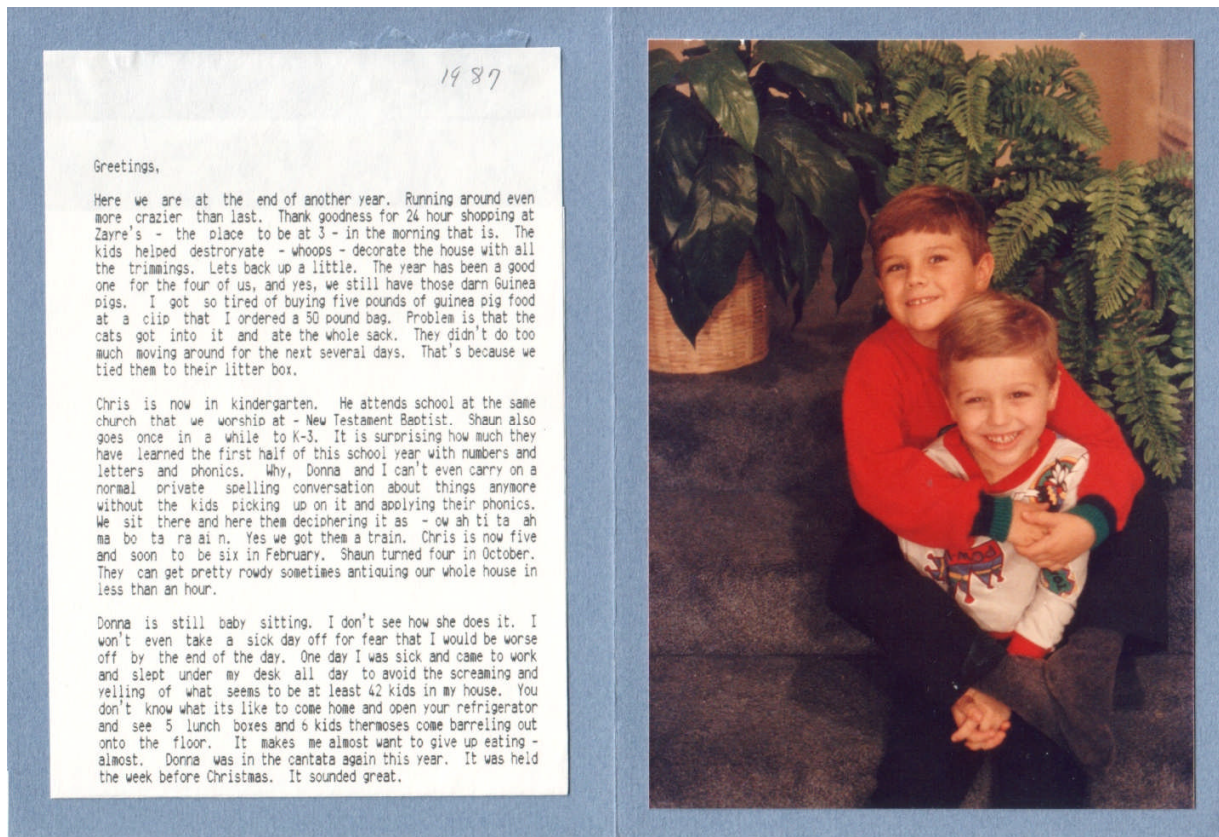 1987
Greetings,
Here we are at the end of another year. Running around even
more crazier than last. Thank goodness for 24 hour shopping at
Zayre's - the place to be at 3 - in the morning that is. The
kids helped destroryate - whoops - decorate the house with all
the trimmings. Lets back up a little. The year has been a good
one for the four of us, and yes, we still have those darn Guinea
pigs. I got so tired of buying five pounds of guinea pig food
at a clip that I ordered a 50 pound bag. Problem is that the
cats got into it and ate the whole sack. They didn't do too
much moving around for the next several days. That's because we
tied them to their litter box.
Chris is now in kindergarten. He attends school at the same
church that we worship at - New Testament Baptist. Shaun also
goes once in a while to K-3. It is surprising how much they
have learned the first half of this school year with numbers and
letters and phonics. Why, Donna and I can't even carry on a
normal private spelling conversation about things anymore
without the kids picking up on it and applying their phonics.
We sit there and here them deciphering it as - ow ah ti ta ah
ma bo ta ra ai n. Yes we got them a train. Chris is now five
and soon to be six in February. Shaun turned four in October.
They can get pretty rowdy sometimes antiquing our whole house in
less than an hour.
Donna is still baby sitting. I don't see how she does it. I
won't even take a sick day off for fear that I would be worse
off by the end of the day. One day I was sick and came to work
and slept under my desk all day to avoid the screaming and
yelling of what seems to be at least 42 kids in my house. You
don't know what its like to come home and open your refrigerator
and see 5 lunch boxes and 6 kids thermoses come barreling out
onto the floor. It makes me almost want to give up eating -
almost. Donna was in the cantata again this year. It was held
the week before Christmas. It sounded great.